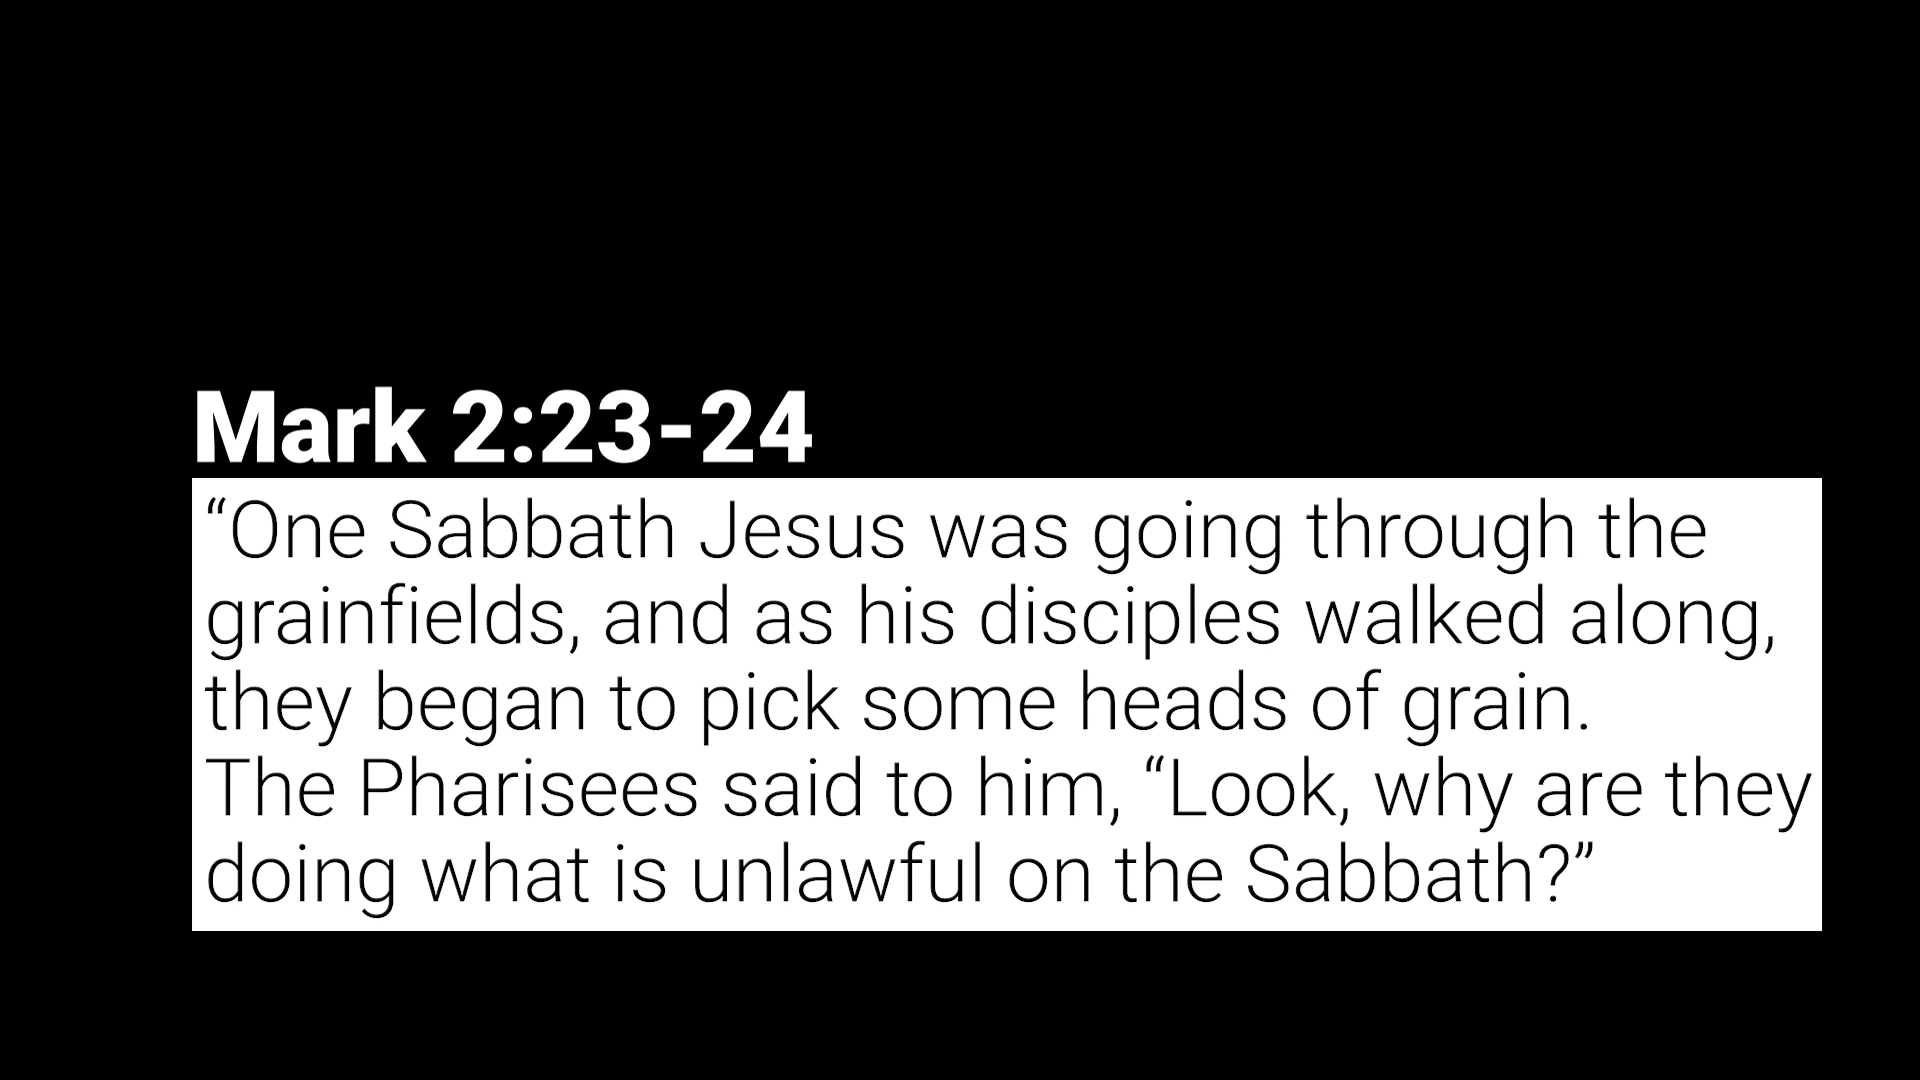 Mark 2:23-24
“One Sabbath Jesus was going through the
grainfields, and as his disciples walked along,
they began to pick some heads of grain.
The Pharisees said to him, “Look, why are they
doing what is unlawful on the Sabbath?”